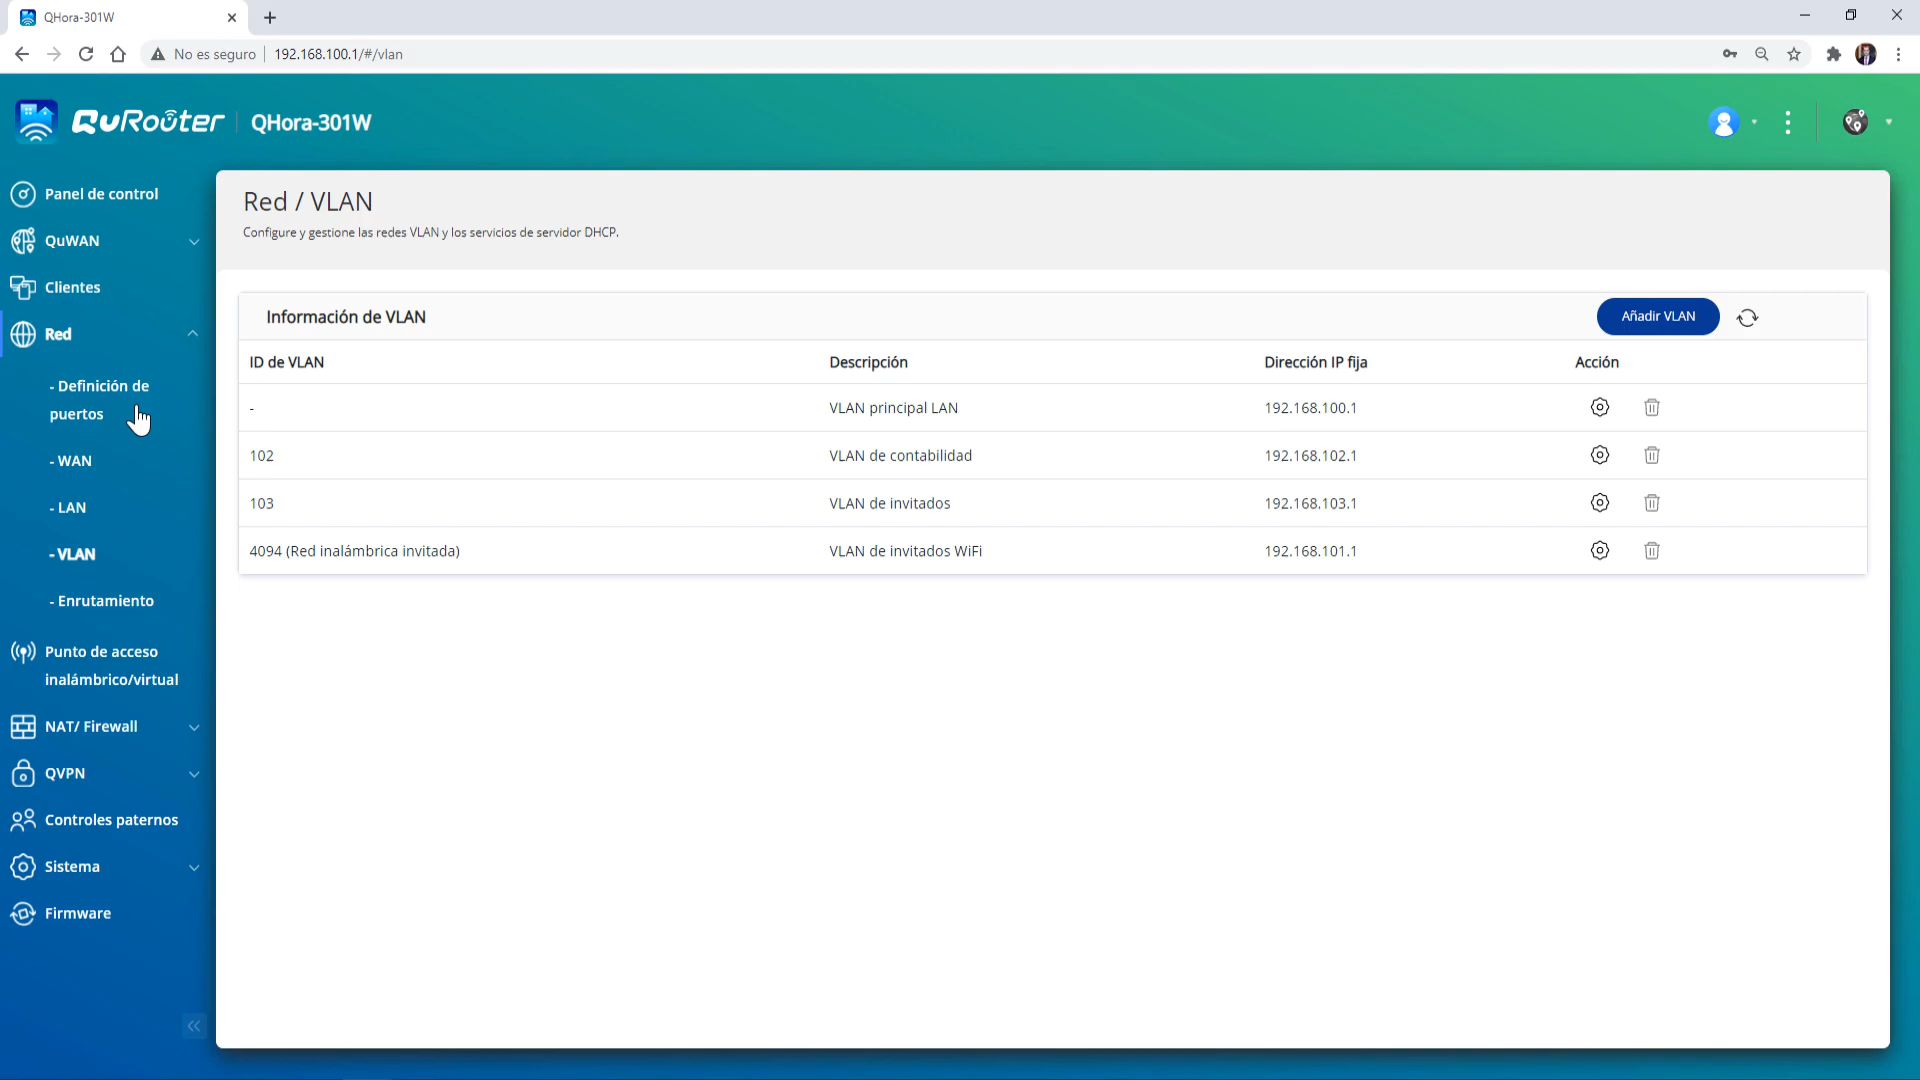 QHora-301W
No es seguro
192.168.100.1/#/vlan
QuRouter
QHora-301W
Panel de control
QuWAN
Clientes
Red
- Definición de
puertos
- WAN
- LAN
- VLAN
- Enrutamiento
Punto de acceso
inalámbrico/virtual
NAT/ Firewall
QVPN
Controles paternos
Sistema
Firmware
Red / VLAN
Configure y gestione las redes VLAN y los servicios de servidor DHCP.
Información de VLAN
Añadir VLAN
ID de VLAN Descripción Dirección IP fija Acción
- VLAN principal LAN 192.168.100.1
102 VLAN de contabilidad 192.168.102.1
103 VLAN de invitados 192.168.103.1
4094 (Red inalámbrica invitada) VLAN de invitados WiFi 192.168.101.1